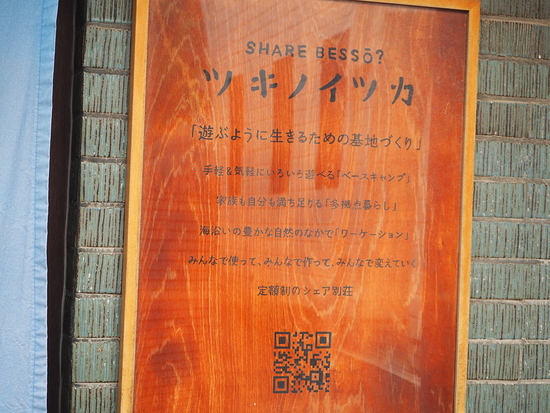 SHARE BESSō?
ツキノイツカ
「遊ぶように生きるための基地づくり」
手軽&気軽にいろいろ遊べる「ベースキャンプ」
家族も自分も満ち足りる「多拠点暮らし」
海沿いの豊かな自然のなかで「ワーケーション」
みんなで使って、みんなで作って、みんなで変えていく
定額制のシェア別荘